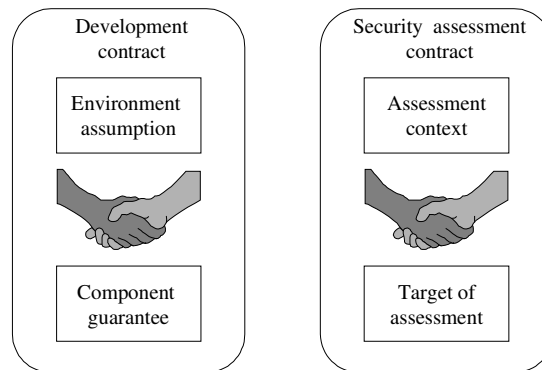 Development
contract
Environment
assumption
Component
guarantee
Security assessment
contract
Assessment
context
Target of
assessment